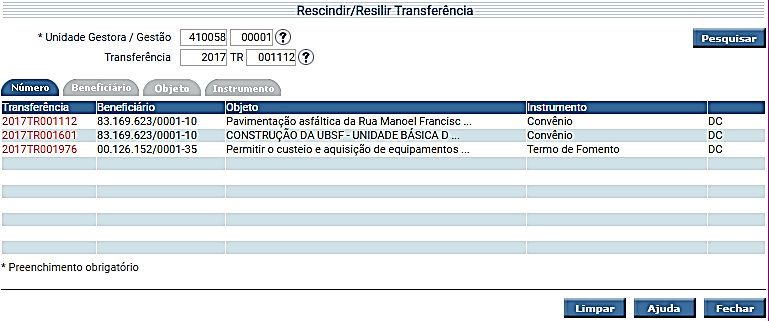 Rescindir/Resilir Transferência
* Unidade Gestora / Gestão 410058 00001 ? Pesquisar
Transferência 2017 TR 001112 ?
Número Beneficiário Objeto Instrumento
Transferência Beneficiário Objeto Instrumento
2017TR001112 83.169.623/0001-10 Pavimentação asfáltica da Rua Manoel Francisc ... Convênio DC
2017TR001601 83.169.623/0001-10 CONSTRUÇÃO DA UBSF - UNIDADE BÁSICA D ... Convênio DC
2017TR001976 00.126.152/0001-35 Permitir o custeio e aquisição de equipamentos ... Termo de Fomento DC
* Preenchimento obrigatório
Limpar Ajuda Fechar